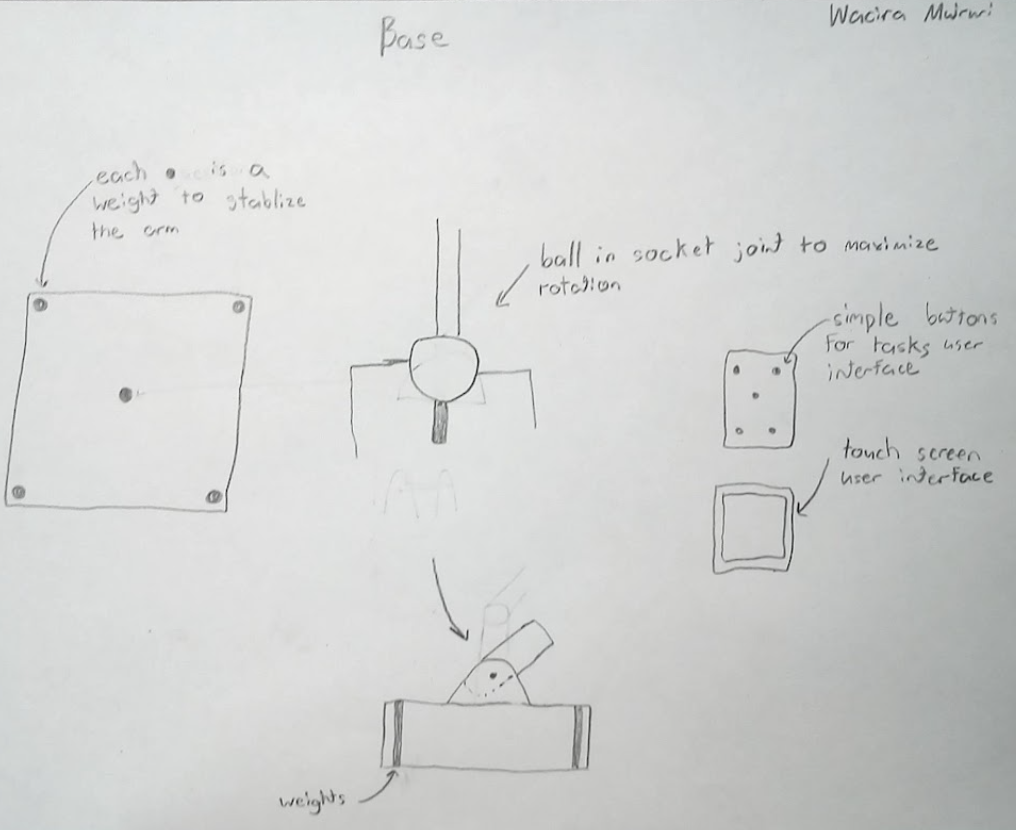 Base
Wacira Mwirwi
each • is a
weight to stablize
the arm
ball in socket joint to maximize
rotation
simple buttons
for tasks user
interface
touch screen
user interface
weights